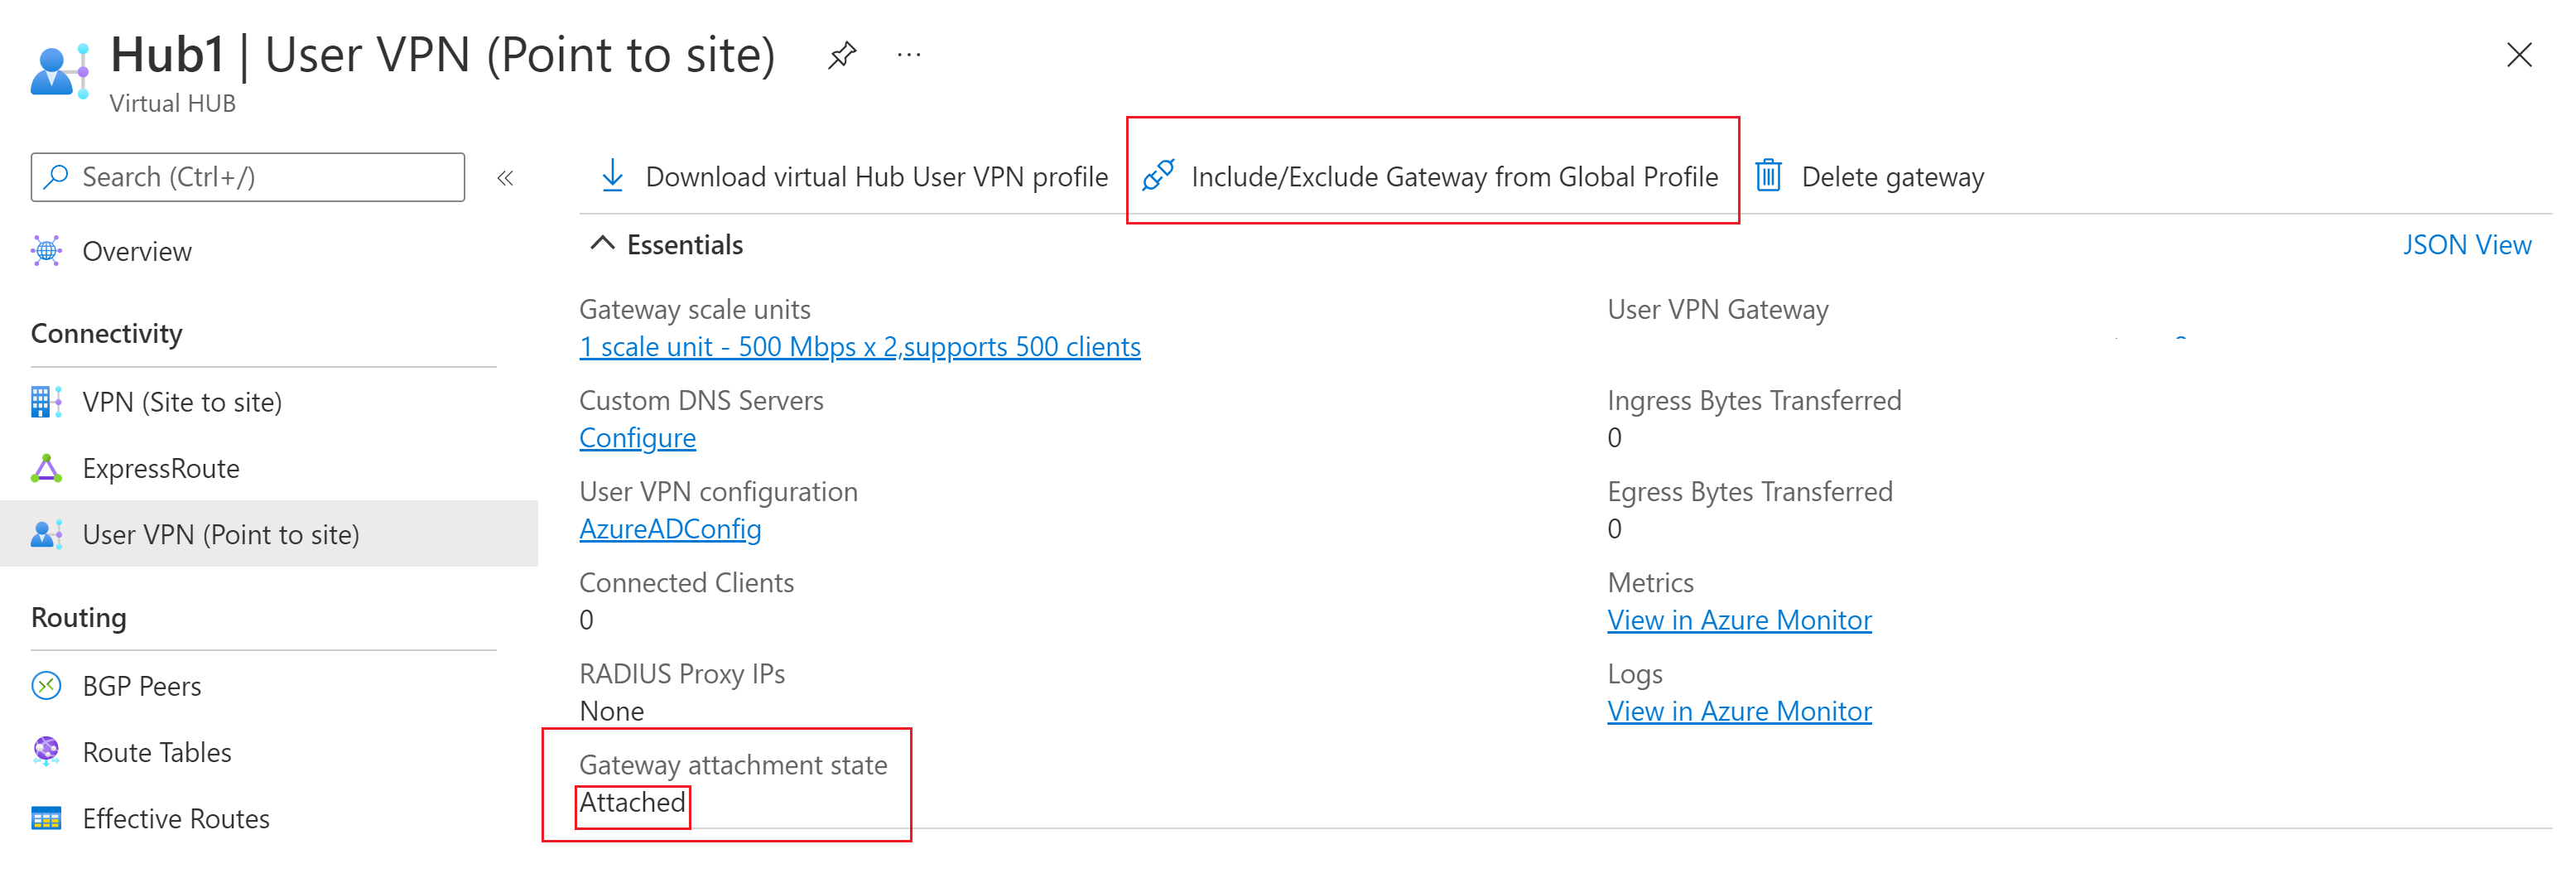 Hub1 | User VPN (Point to site) ...
Virtual HUB
Search (Ctrl+/)
«
Overview
Connectivity
VPN (Site to site)
ExpressRoute
User VPN (Point to site)
Routing
BGP Peers
Route Tables
Effective Routes
Download virtual Hub User VPN profile
Include/Exclude Gateway from Global Profile
Delete gateway
Essentials
JSON View
Gateway scale units
1 scale unit - 500 Mbps x 2,supports 500 clients
Custom DNS Servers
Configure
User VPN configuration
AzureADConfig
Connected Clients
0
RADIUS Proxy IPs
None
Gateway attachment state
Attached
User VPN Gateway
Ingress Bytes Transferred
0
Egress Bytes Transferred
0
Metrics
View in Azure Monitor
Logs
View in Azure Monitor